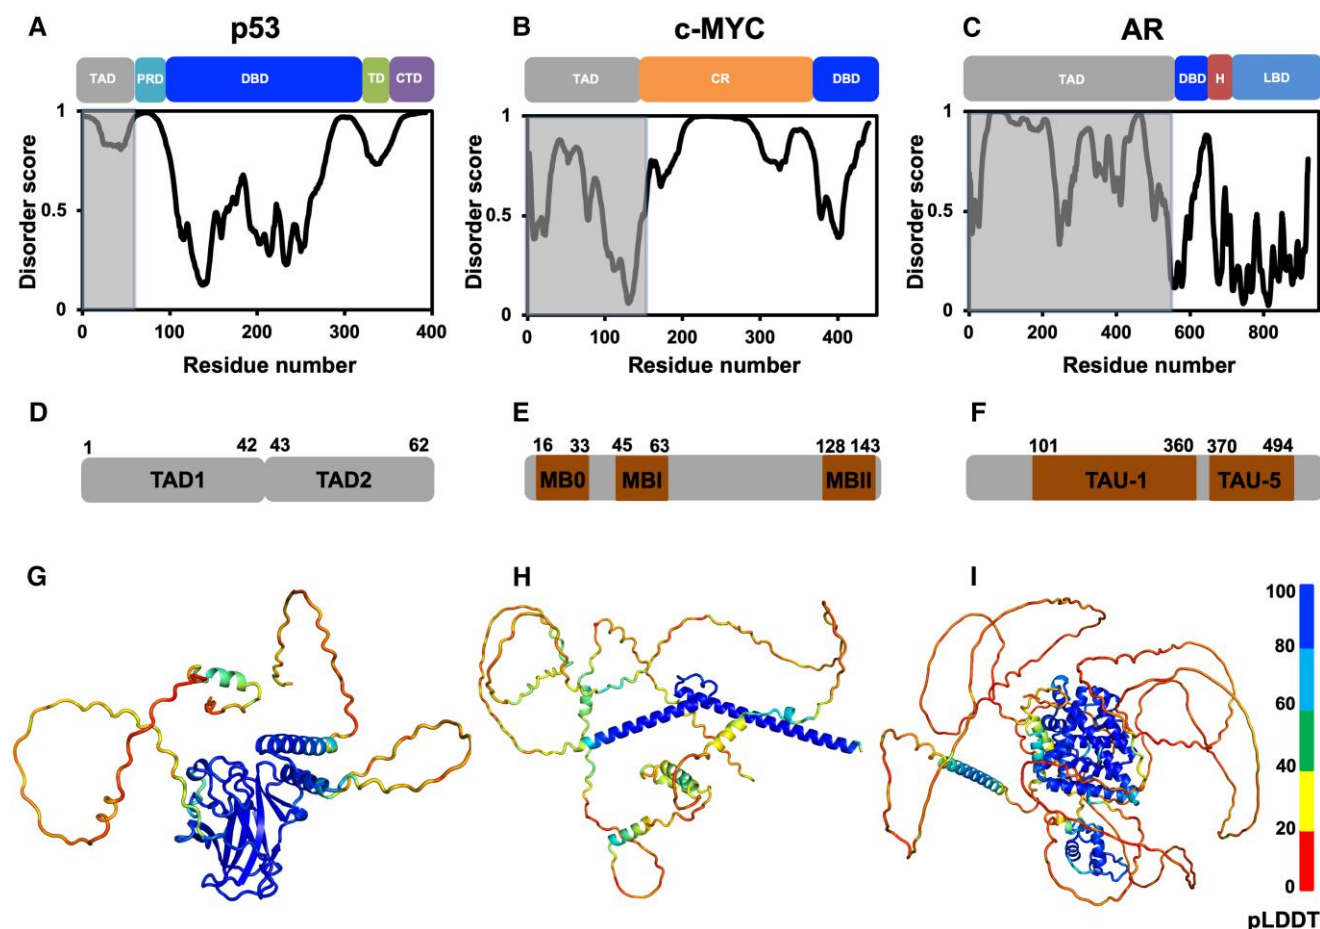 A p53
TAD PRD DBD TD CTD
Disorder score
1
0.5
0
0 100 200 300 400
Residue number
B c-MYC
TAD CR DBD
Disorder score
1
0.5
0
0 100 200 300 400
Residue number
C AR
TAD DBD H LBD
Disorder score
1
0.5
0
0 200 400 600 800
Residue number
D
1 42 43 62
TAD1 TAD2
E
16 33 45 63 128 143
MB0 MBI MBII
F
101 360 370 494
TAU-1 TAU-5
G
H
I
100
80
60
40
20
0
pLDDT